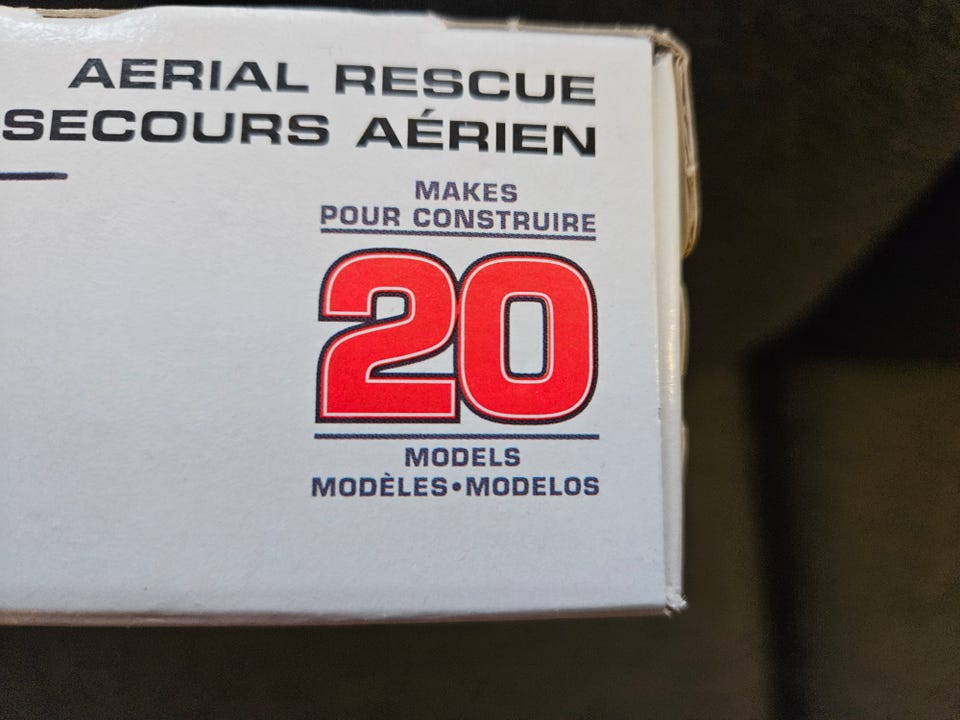 AERIAL RESCUE
SECOURS AÉRIEN
MAKES
POUR CONSTRUIRE
20
MODELS
MODÈLES•MODELOS